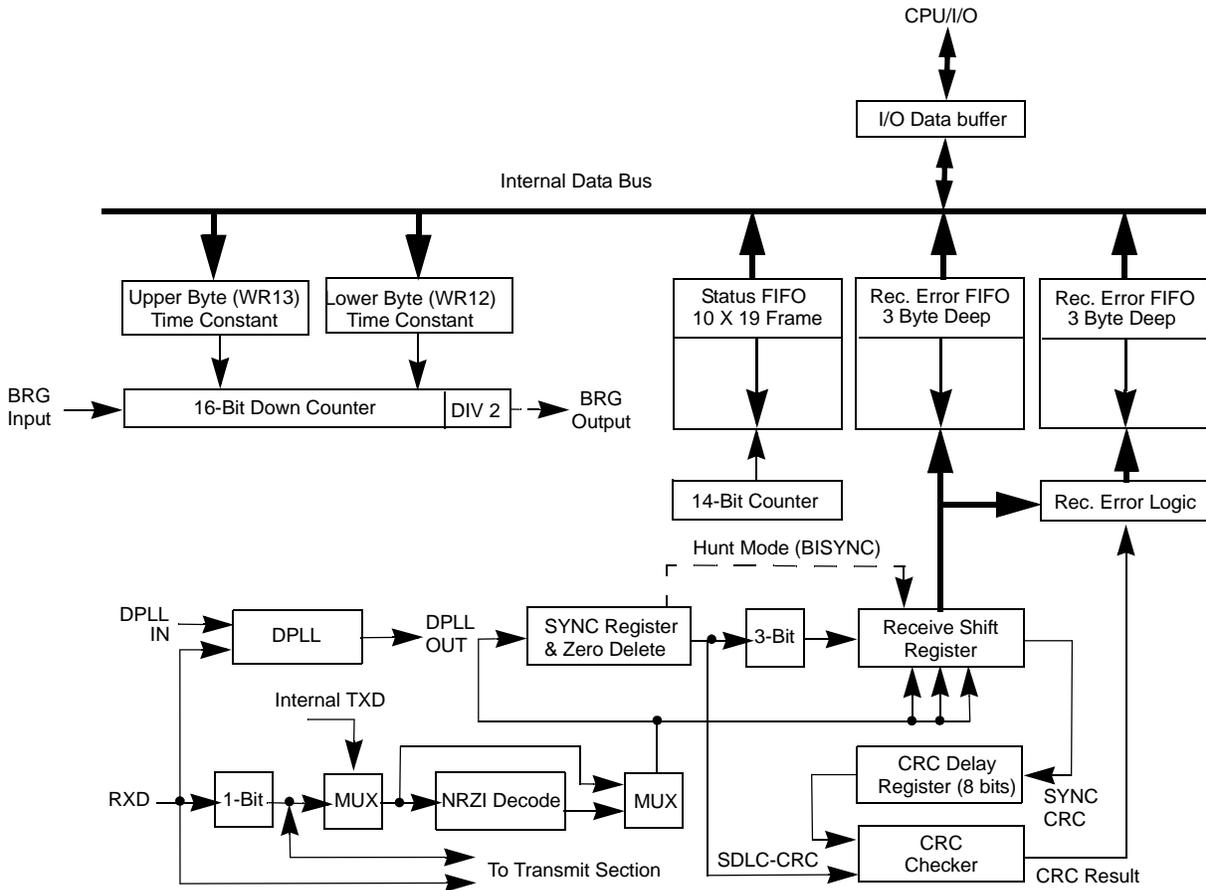 CPU/I/O
I/O Data buffer
Internal Data Bus
Upper Byte (WR13)
Time Constant
Lower Byte (WR12)
Time Constant
Status FIFO
10 X 19 Frame
Rec. Error FIFO
3 Byte Deep
Rec. Error FIFO
3 Byte Deep
BRG
Input
16-Bit Down Counter
DIV 2
BRG
Output
14-Bit Counter
Rec. Error Logic
Hunt Mode (BISYNC)
DPLL
IN
DPLL
DPLL
OUT
SYNC Register
& Zero Delete
3-Bit
Receive Shift
Register
Internal TXD
RXD
1-Bit
MUX
NRZI Decode
MUX
CRC Delay
Register (8 bits)
SYNC
CRC
To Transmit Section
SDLC-CRC
CRC
Checker
CRC Result